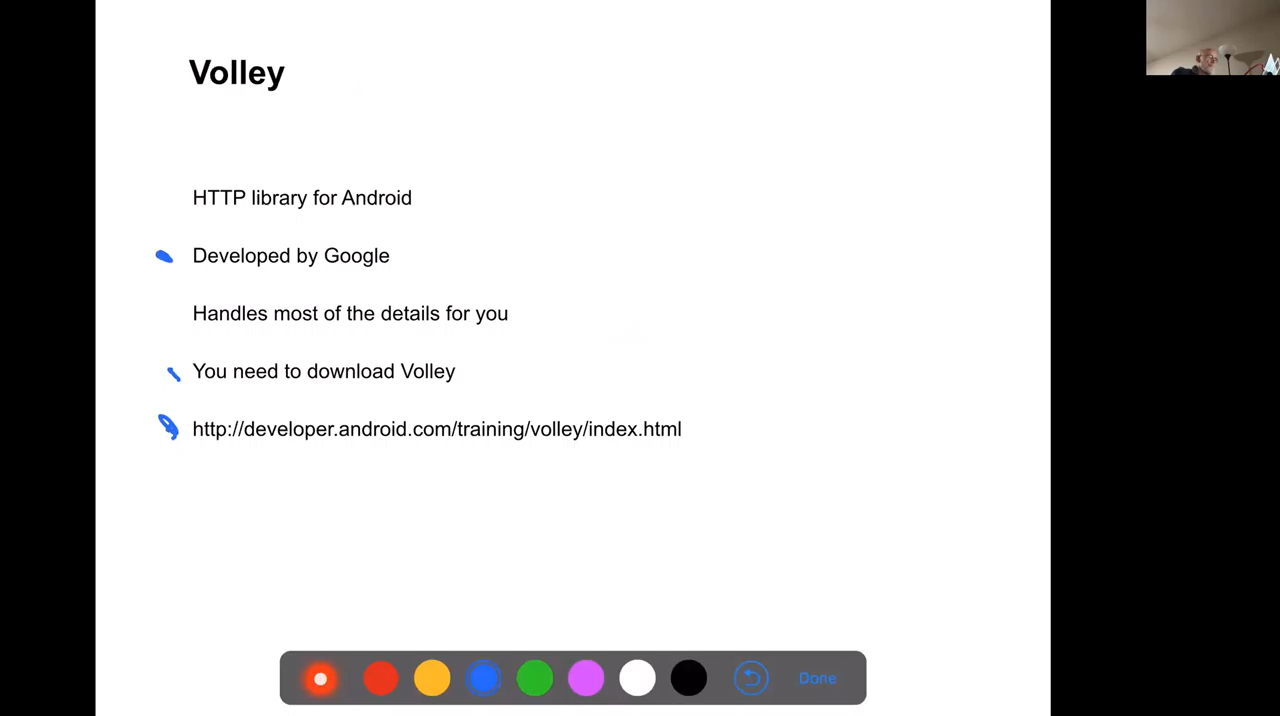 Volley
HTTP library for Android
Developed by Google
Handles most of the details for you
You need to download Volley
http://developer.android.com/training/volley/index.html
Done